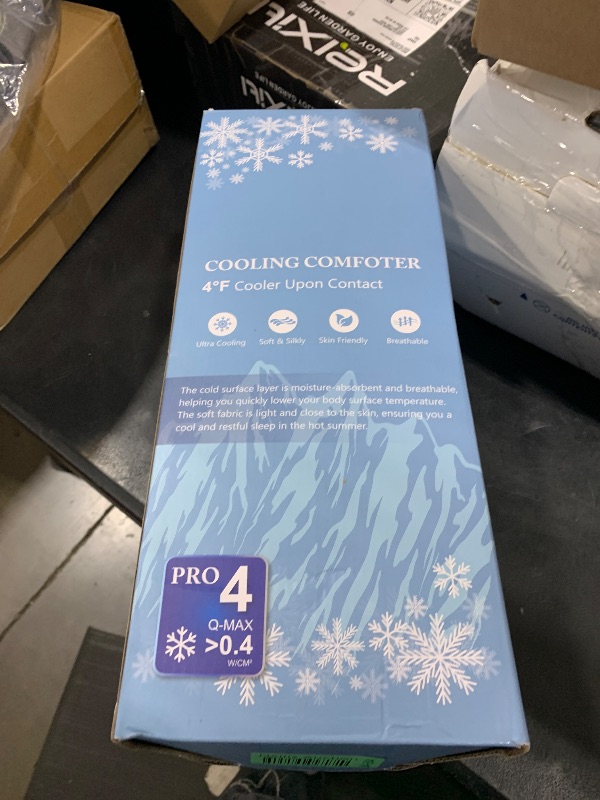 Reixit
ENJOY GARDEN LIFE
COOLING COMFOTER
4°F Cooler Upon Contact
Ultra Cooling
Soft & Silkly
Skin Friendly
Breathable
The cold surface layer is moisture-absorbent and breathable,
helping you quickly lower your body surface temperature.
The soft fabric is light and close to the skin, ensuring you a
cool and restful sleep in the hot summer.
PRO 4
Q-MAX
>0.4
W/CM²